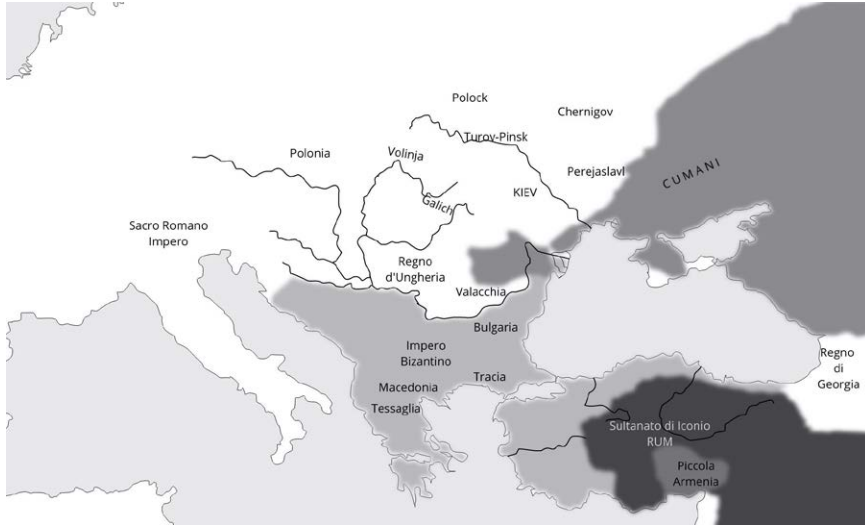 Polock
Chernigov
Turov-Pinsk
Polonia
Volinja
Perejaslavl
CUMANI
KIEV
Galich
Sacro Romano
Impero
Regno
d'Ungheria
Valacchia
Bulgaria
Impero
Bizantino
Regno
di
Georgia
Tracia
Macedonia
Tessaglia
Sultanato di Iconio
RUM
Piccola
Armenia